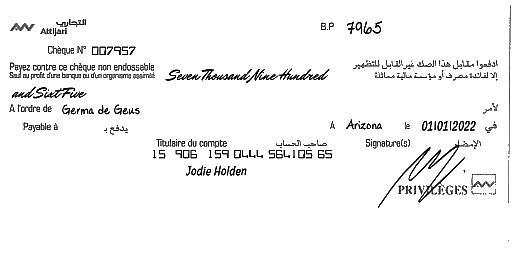 التجاري
Attijari
B.P 7965
Chèque N° 007957
Payez contre ce chèque non endossable
Sauf au profit d'une banque ou d'un organisme assimilé
Seven Thousand Nine Hundred
ادفعوا مقابل هذا الصك غير القابل للتظهير
إلا لفائدة مصرف أو مؤسسة مالية مماثلة
and Sixt Five
A l'ordre de Germa de Geus
لأمر
Payable à يدفع بـ
A Arizona le 01/01/2022 في
Titulaire du compte صاحب الحساب
Signature(s) الإمضاء
15 906 159 0444 564105 65
Jodie Holden
PRIVILÈGES